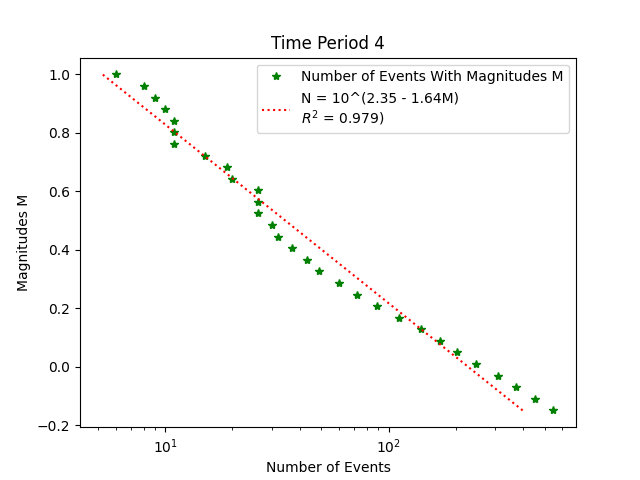 Time Period 4
Number of Events With Magnitudes M
N = 10^(2.35 - 1.64M)
R² = 0.979)
Magnitudes M
1.0
0.8
0.6
0.4
0.2
0.0
−0.2
10¹
10²
Number of Events